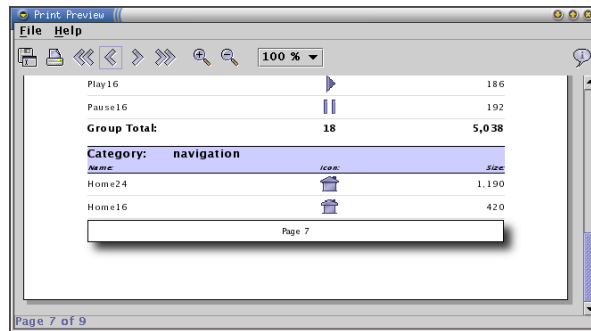 Print Preview
File Help
100 %
Play16 186
Pause16 192
Group Total: 18 5,038
Category: navigation
Name: Icon: Size:
Home24 1,190
Home16 420
Page 7
Page 7 of 9